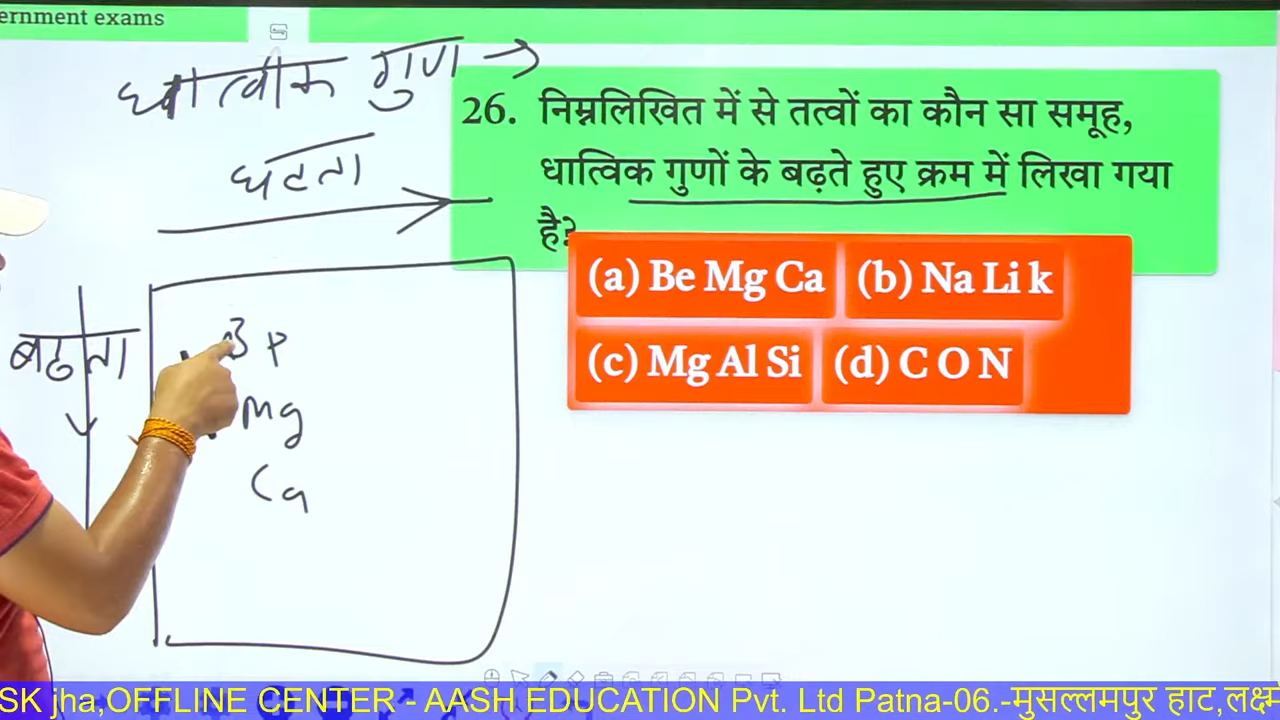 ernment exams
धात्वीक गुण →
घटता
26. निम्नलिखित में से तत्वों का कौन सा समूह,
धात्विक गुणों के बढ़ते हुए क्रम में लिखा गया
है?
(a) Be Mg Ca (b) Na Li k
(c) Mg Al Si (d) C O N
बढता
Mg
Ca
SK jha,OFFLINE CENTER - AASH EDUCATION Pvt. Ltd Patna-06.-मुसल्लमपुर हाट,लक्ष्म